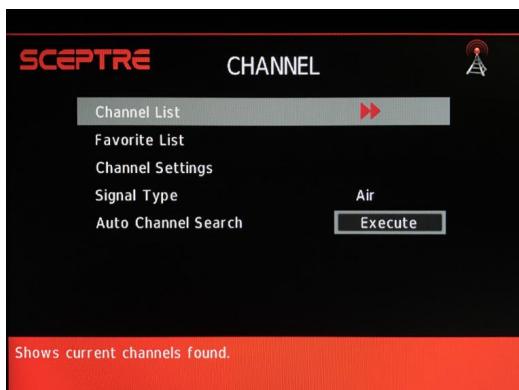 SCEPTRE CHANNEL
Channel List
Favorite List
Channel Settings
Signal Type Air
Auto Channel Search Execute
Shows current channels found.